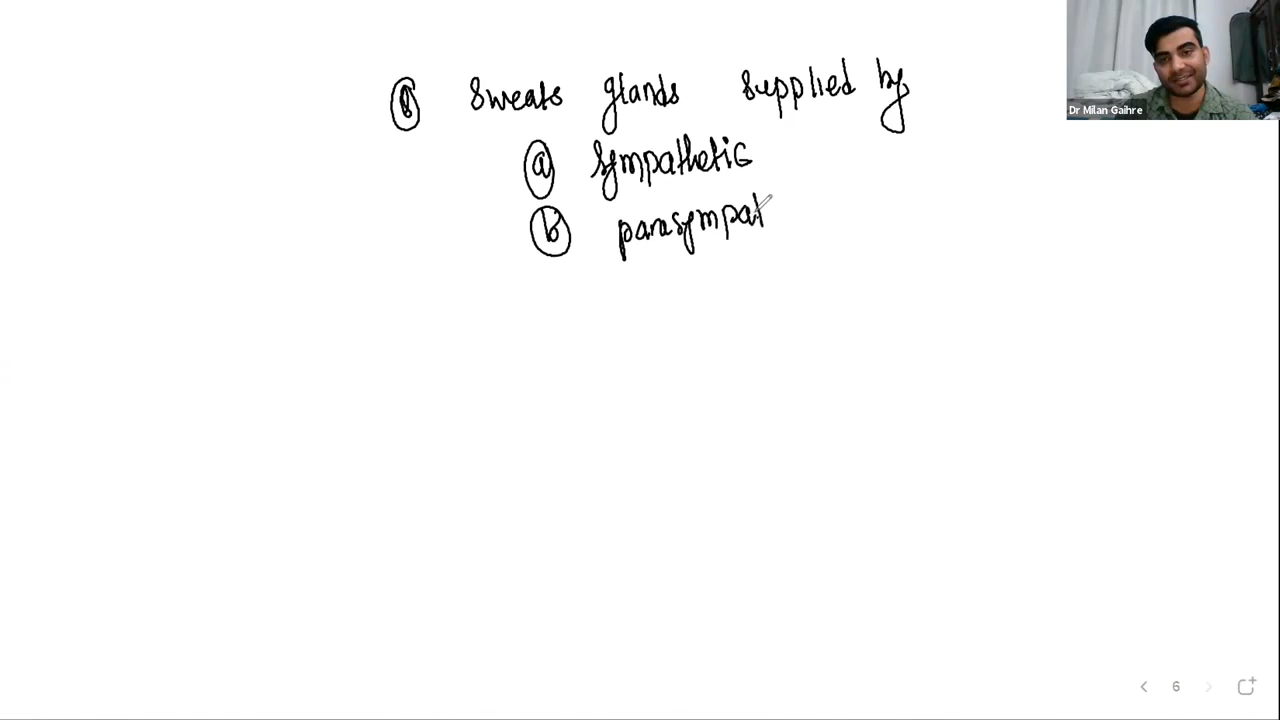 Q Sweats glands supplied by
Dr Milan Gaihre
a sympathetic
b parasympat
6